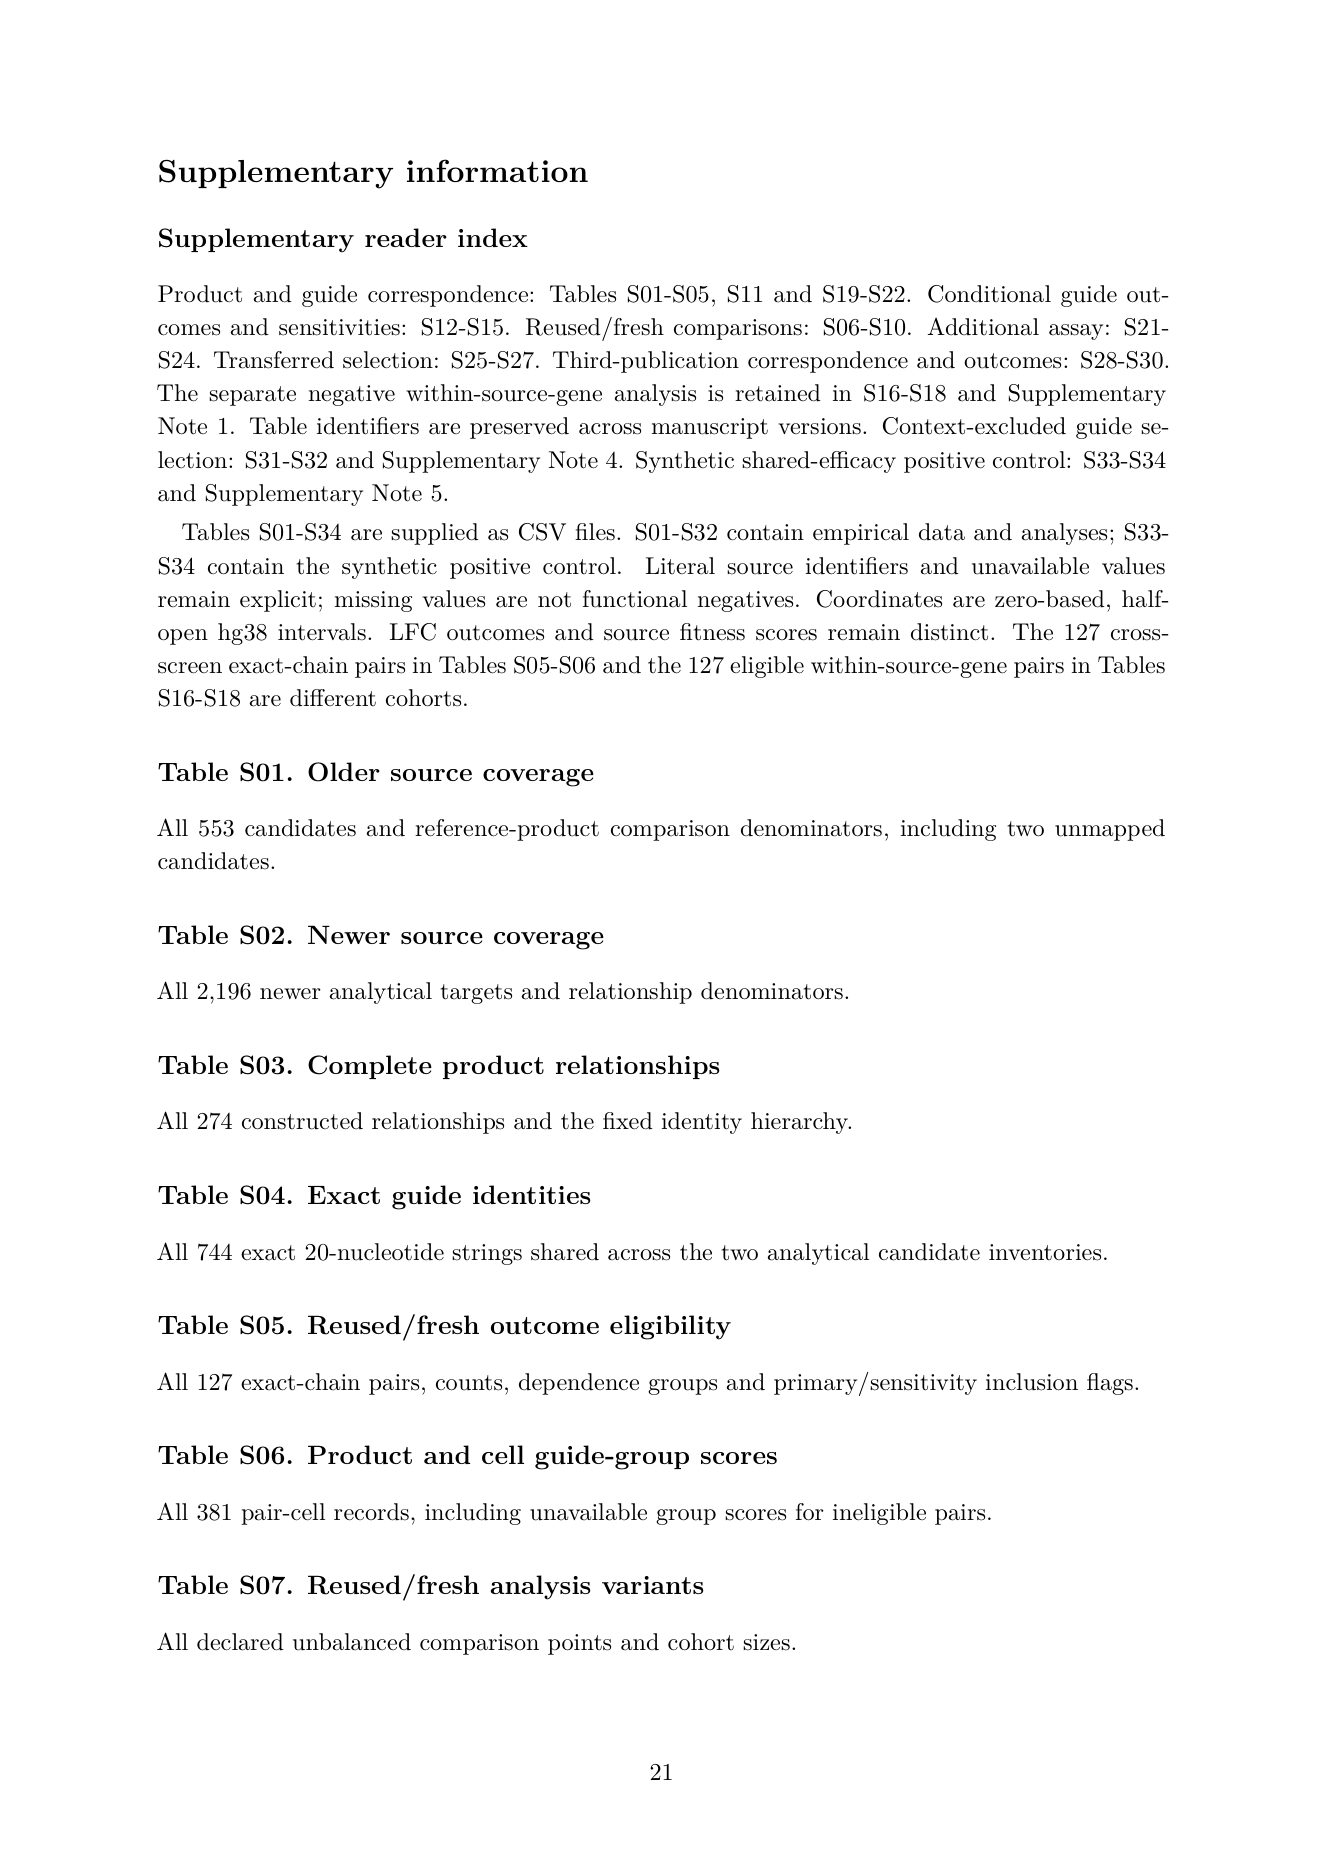 Supplementary information
Supplementary reader index
Product and guide correspondence: Tables S01-S05, S11 and S19-S22. Conditional guide out-
comes and sensitivities: S12-S15. Reused/fresh comparisons: S06-S10. Additional assay: S21-
S24. Transferred selection: S25-S27. Third-publication correspondence and outcomes: S28-S30.
The separate negative within-source-gene analysis is retained in S16-S18 and Supplementary
Note 1. Table identifiers are preserved across manuscript versions. Context-excluded guide se-
lection: S31-S32 and Supplementary Note 4. Synthetic shared-efficacy positive control: S33-S34
and Supplementary Note 5.
Tables S01-S34 are supplied as CSV files. S01-S32 contain empirical data and analyses; S33-
S34 contain the synthetic positive control. Literal source identifiers and unavailable values
remain explicit; missing values are not functional negatives. Coordinates are zero-based, half-
open hg38 intervals. LFC outcomes and source fitness scores remain distinct. The 127 cross-
screen exact-chain pairs in Tables S05-S06 and the 127 eligible within-source-gene pairs in Tables
S16-S18 are different cohorts.
Table S01. Older source coverage
All 553 candidates and reference-product comparison denominators, including two unmapped
candidates.
Table S02. Newer source coverage
All 2,196 newer analytical targets and relationship denominators.
Table S03. Complete product relationships
All 274 constructed relationships and the fixed identity hierarchy.
Table S04. Exact guide identities
All 744 exact 20-nucleotide strings shared across the two analytical candidate inventories.
Table S05. Reused/fresh outcome eligibility
All 127 exact-chain pairs, counts, dependence groups and primary/sensitivity inclusion flags.
Table S06. Product and cell guide-group scores
All 381 pair-cell records, including unavailable group scores for ineligible pairs.
Table S07. Reused/fresh analysis variants
All declared unbalanced comparison points and cohort sizes.
21